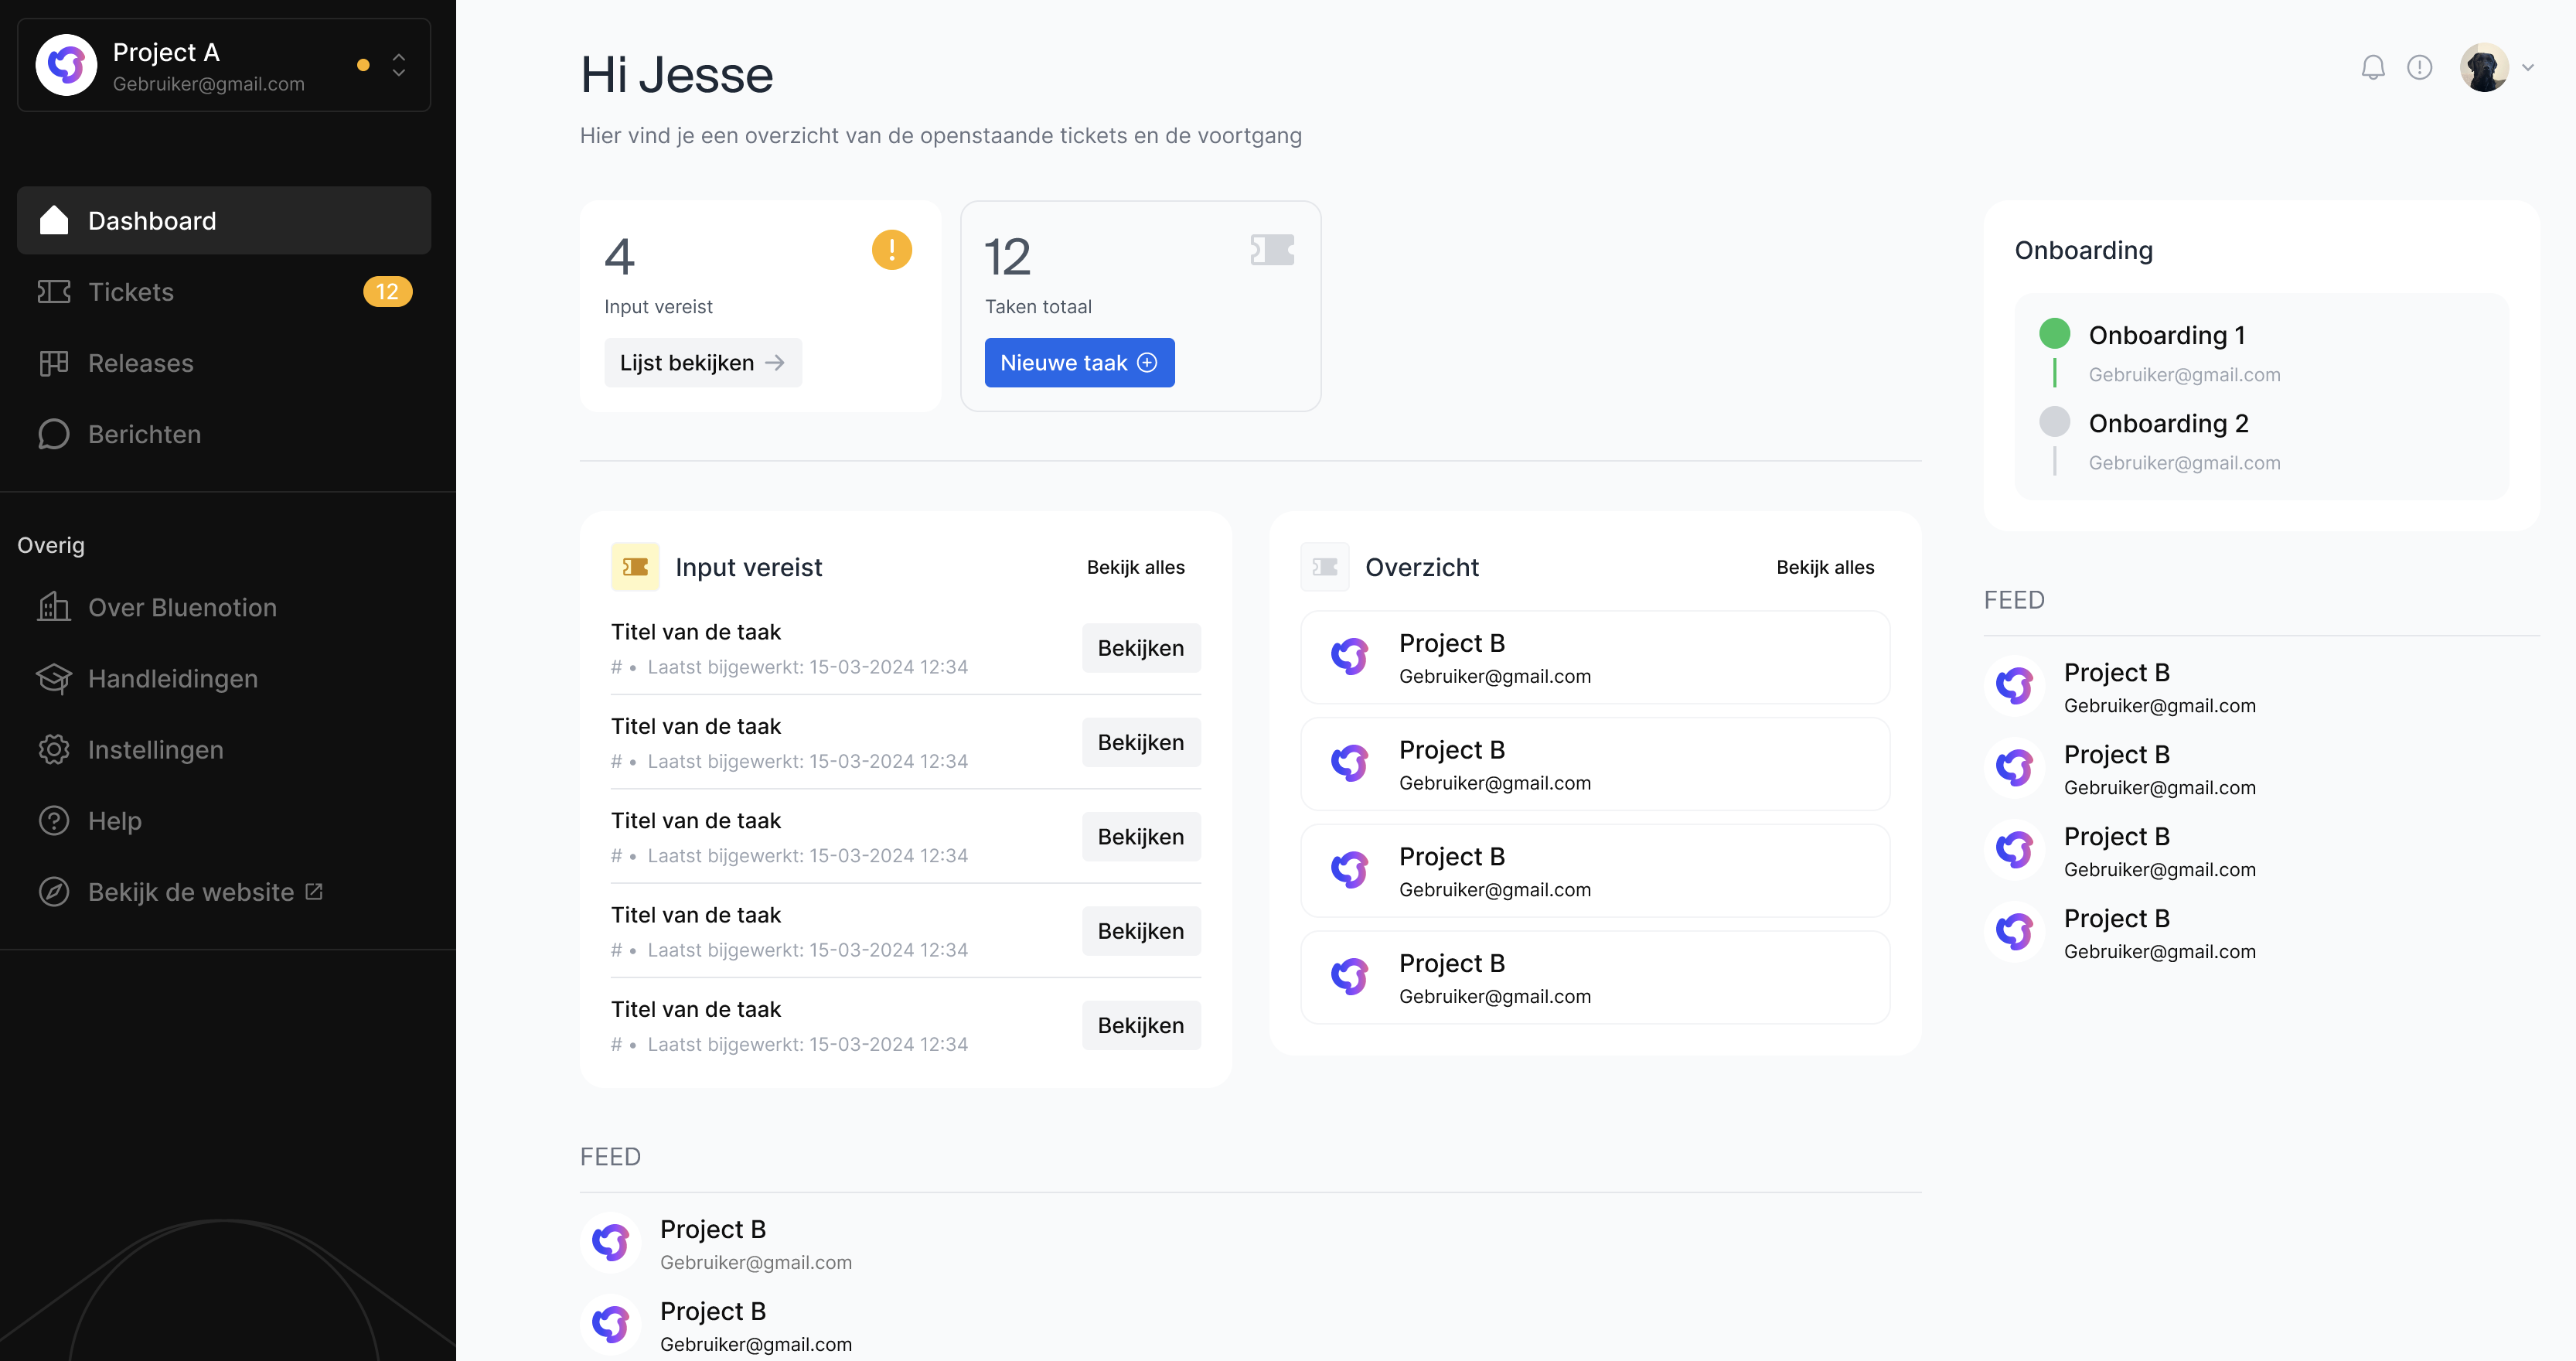 Project A
Gebruiker@gmail.com
Dashboard
Tickets 12
Releases
Berichten
Overig
Over Bluenotion
Handleidingen
Instellingen
Help
Bekijk de website
Hi Jesse
Hier vind je een overzicht van de openstaande tickets en de voortgang
4
Input vereist
Lijst bekijken
12
Taken totaal
Nieuwe taak
Input vereist Bekijk alles
Titel van de taak
# • Laatst bijgewerkt: 15-03-2024 12:34
Bekijken
Titel van de taak
# • Laatst bijgewerkt: 15-03-2024 12:34
Bekijken
Titel van de taak
# • Laatst bijgewerkt: 15-03-2024 12:34
Bekijken
Titel van de taak
# • Laatst bijgewerkt: 15-03-2024 12:34
Bekijken
Titel van de taak
# • Laatst bijgewerkt: 15-03-2024 12:34
Bekijken
Overzicht Bekijk alles
Project B
Gebruiker@gmail.com
Project B
Gebruiker@gmail.com
Project B
Gebruiker@gmail.com
Project B
Gebruiker@gmail.com
FEED
Project B
Gebruiker@gmail.com
Project B
Gebruiker@gmail.com
Onboarding
Onboarding 1
Gebruiker@gmail.com
Onboarding 2
Gebruiker@gmail.com
FEED
Project B
Gebruiker@gmail.com
Project B
Gebruiker@gmail.com
Project B
Gebruiker@gmail.com
Project B
Gebruiker@gmail.com